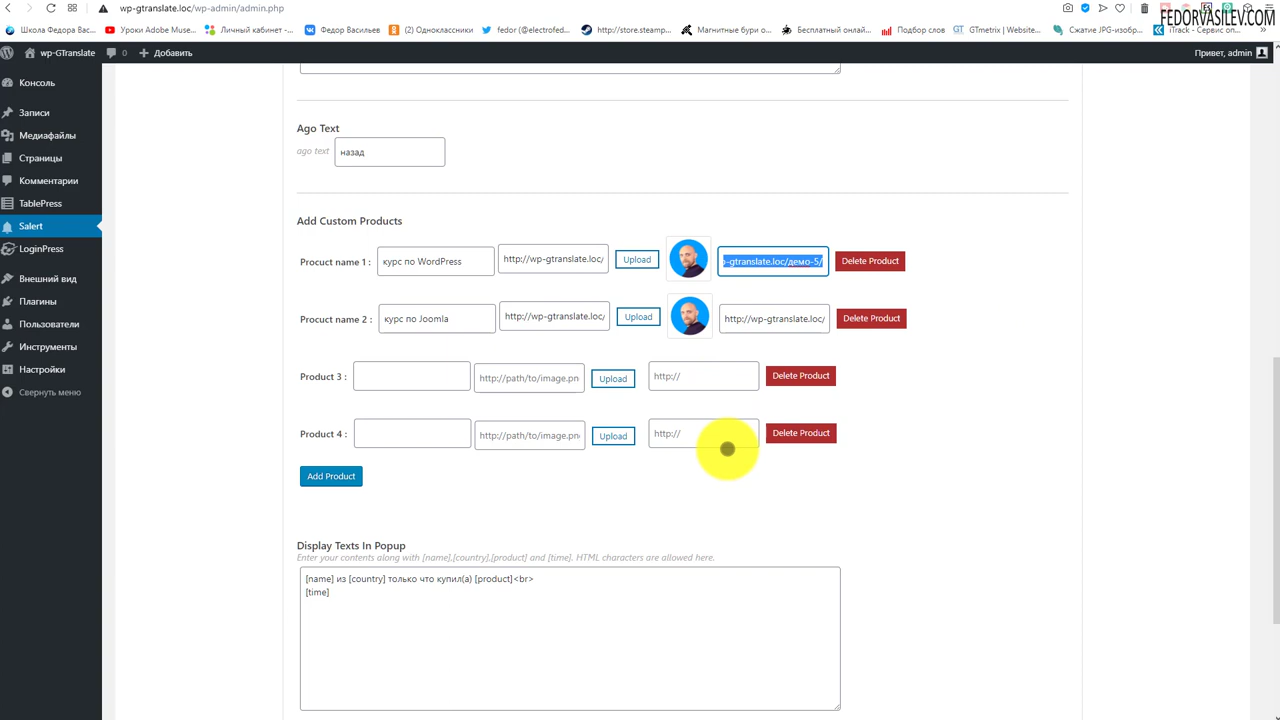 wp-gtranslate.loc/wp-admin/admin.php
FEDORVASILEV.COM
Школа Федора Вас...
Уроки Adobe Muse...
Личный кабинет -...
Федор Васильев
(2) Одноклассники
fedor (@electrofed...
http://store.steamp...
Магнитные бури о...
Бесплатный онлай...
Подбор слов
GTmetrix | Website...
Сжатие JPG-изобр...
iTrack - Сервис оп...
wp-GTranslate
0
Добавить
Привет, admin
Консоль
Записи
Медиафайлы
Страницы
Комментарии
TablePress
Salert
LoginPress
Внешний вид
Плагины
Пользователи
Инструменты
Настройки
Свернуть меню
Ago Text
ago text назад
Add Custom Products
Procuct name 1 : курс по WordPress http://wp-gtranslate.loc/ Upload p-gtranslate.loc/демо-5/ Delete Product
Procuct name 2 : курс по Joomla http://wp-gtranslate.loc/ Upload http://wp-gtranslate.loc/ Delete Product
Product 3 : http://path/to/image.pn Upload http:// Delete Product
Product 4 : http://path/to/image.pn Upload http:// Delete Product
Add Product
Display Texts In Popup
Enter your contents along with [name],[country],[product] and [time]. HTML characters are allowed here.
[name] из [country] только что купил(а) [product]<br>
[time]